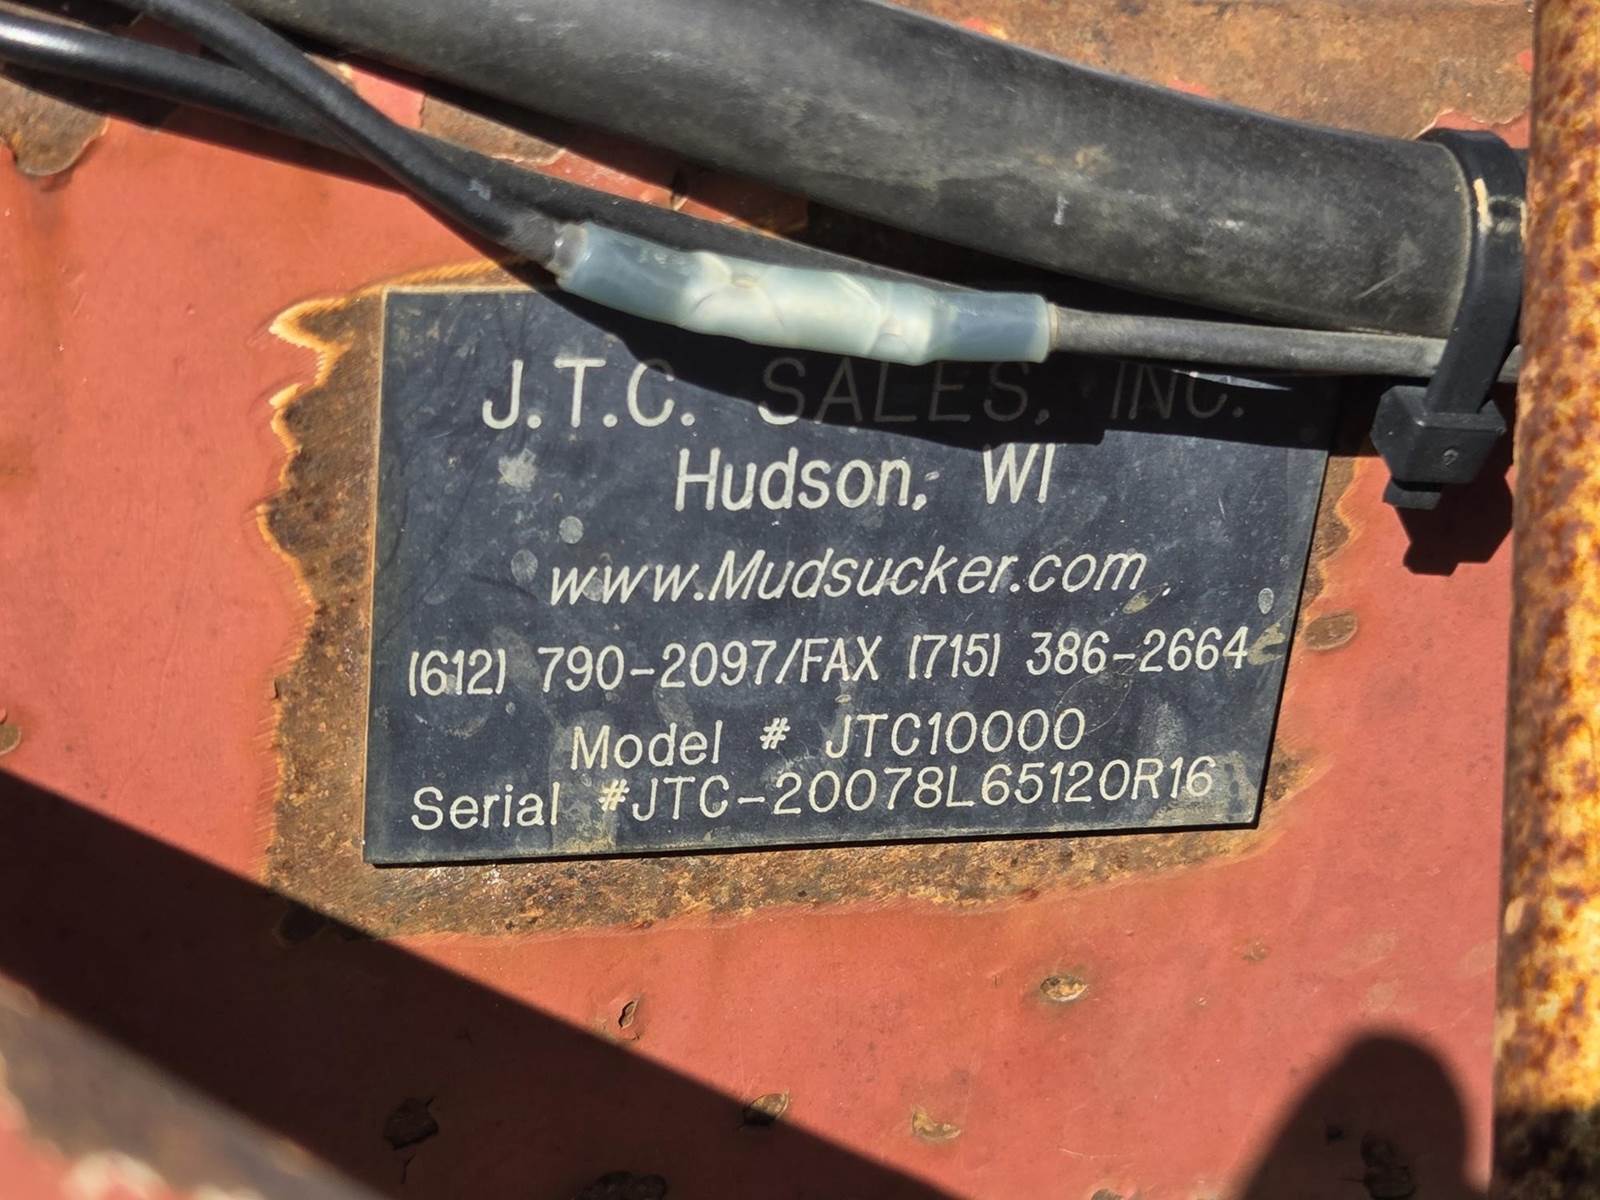 J.T.C. SALES, INC.
Hudson, WI
www.Mudsucker.com
(612) 790-2097/FAX (715) 386-2664
Model # JTC10000
Serial #JTC-20078L65120R16